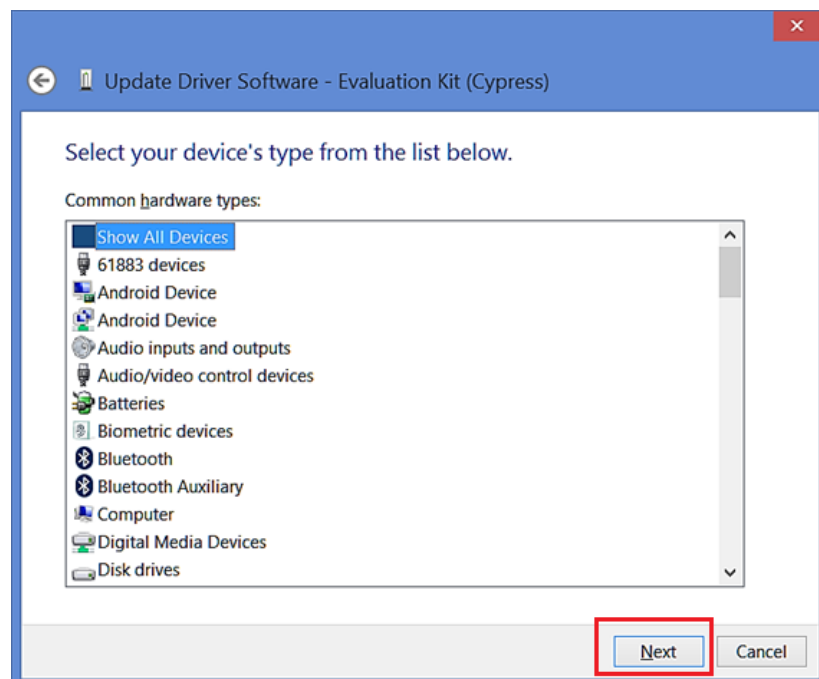 Update Driver Software - Evaluation Kit (Cypress)
Select your device's type from the list below.
Common hardware types:
Show All Devices
61883 devices
Android Device
Android Device
Audio inputs and outputs
Audio/video control devices
Batteries
Biometric devices
Bluetooth
Bluetooth Auxiliary
Computer
Digital Media Devices
Disk drives
Next Cancel